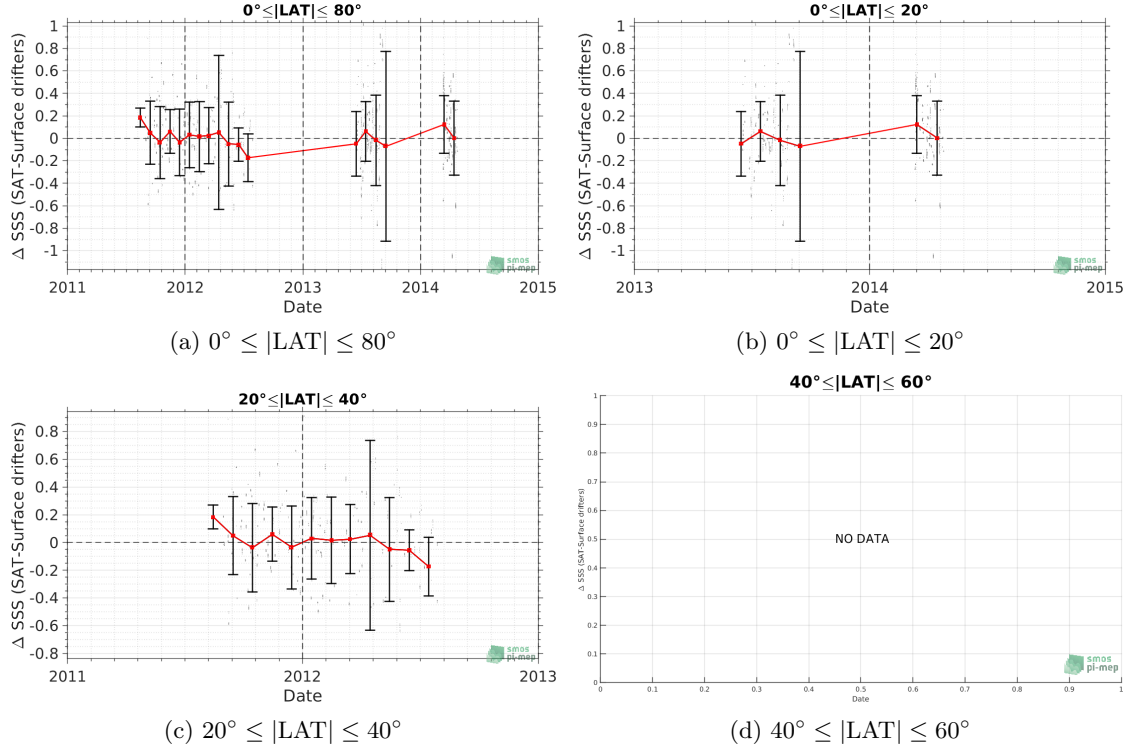 0°≤|LAT|≤ 80°
1
0.8
0.6
0.4
0.2
0
-0.2
-0.4
-0.6
-0.8
-1
Δ SSS (SAT-Surface drifters)
2011 2012 2013 2014 2015
Date
smos
pi-mep
(a) 0° ≤ |LAT| ≤ 80°
0°≤|LAT|≤ 20°
1
0.8
0.6
0.4
0.2
0
-0.2
-0.4
-0.6
-0.8
-1
Δ SSS (SAT-Surface drifters)
2013 2014 2015
Date
smos
pi-mep
(b) 0° ≤ |LAT| ≤ 20°
20°≤|LAT|≤ 40°
0.8
0.6
0.4
0.2
0
-0.2
-0.4
-0.6
-0.8
Δ SSS (SAT-Surface drifters)
2011 2012 2013
Date
smos
pi-mep
(c) 20° ≤ |LAT| ≤ 40°
40°≤|LAT|≤ 60°
1
0.9
0.8
0.7
0.6
0.5
0.4
0.3
0.2
0.1
0
Δ SSS (SAT-Surface drifters)
NO DATA
0 0.1 0.2 0.3 0.4 0.5 0.6 0.7 0.8 0.9 1
Date
smos
pi-mep
(d) 40° ≤ |LAT| ≤ 60°